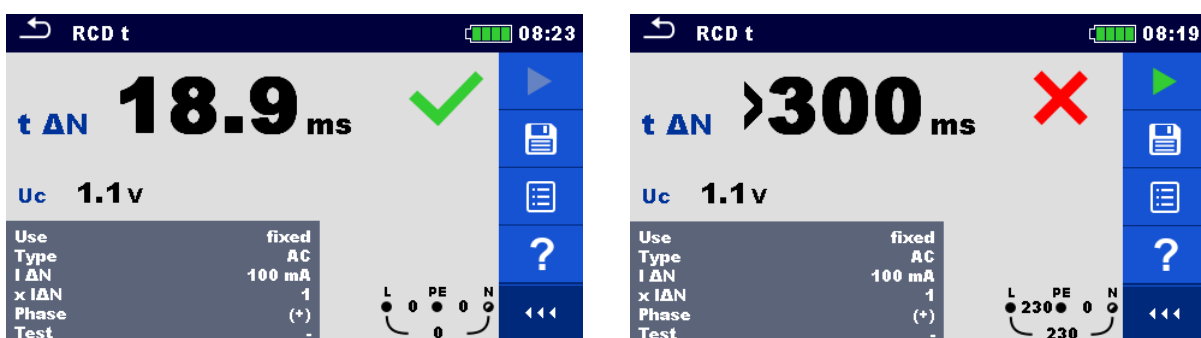 RCD t 08:23
t ΔN 18.9 ms
Uc 1.1 V
Use fixed
Type AC
I ΔN 100 mA
x IΔN 1
Phase (+)
Test -
L PE N
0 0
0
?
RCD t 08:19
t ΔN >300 ms
Uc 1.1 V
Use fixed
Type AC
I ΔN 100 mA
x IΔN 1
Phase (+)
Test -
L PE N
230 0
230
?